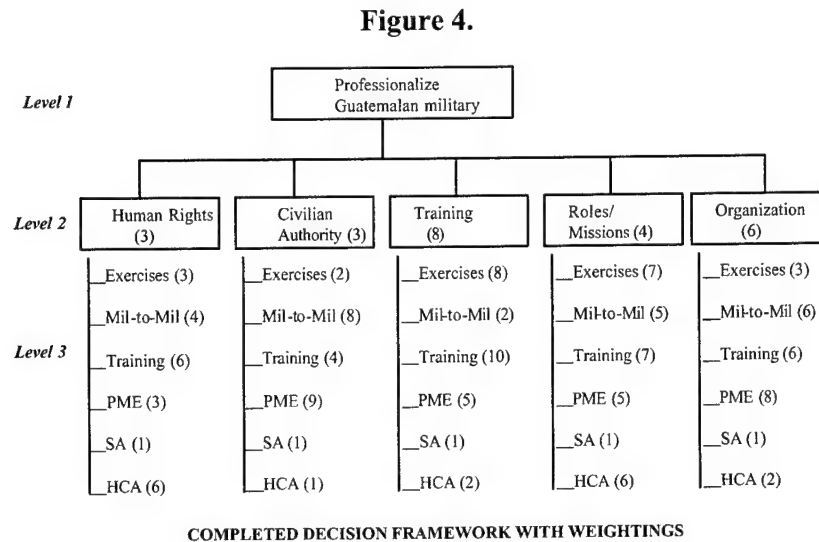 Figure 4.
Level 1
Professionalize
Guatemalan military
Level 2
Human Rights
(3)
Civilian
Authority (3)
Training
(8)
Roles/
Missions (4)
Organization
(6)
Level 3
__Exercises (3)
__Mil-to-Mil (4)
__Training (6)
__PME (3)
__SA (1)
__HCA (6)
__Exercises (2)
__Mil-to-Mil (8)
__Training (4)
__PME (9)
__SA (1)
__HCA (1)
__Exercises (8)
__Mil-to-Mil (2)
__Training (10)
__PME (5)
__SA (1)
__HCA (2)
__Exercises (7)
__Mil-to-Mil (5)
__Training (7)
__PME (5)
__SA (1)
__HCA (6)
__Exercises (3)
__Mil-to-Mil (6)
__Training (6)
__PME (8)
__SA (1)
__HCA (2)
COMPLETED DECISION FRAMEWORK WITH WEIGHTINGS